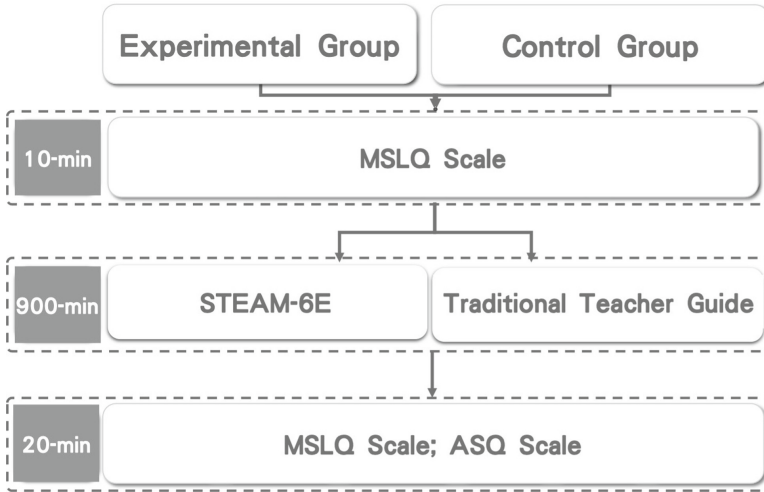 Experimental Group
Control Group
10-min
MSLQ Scale
900-min
STEAM-6E
Traditional Teacher Guide
20-min
MSLQ Scale; ASQ Scale